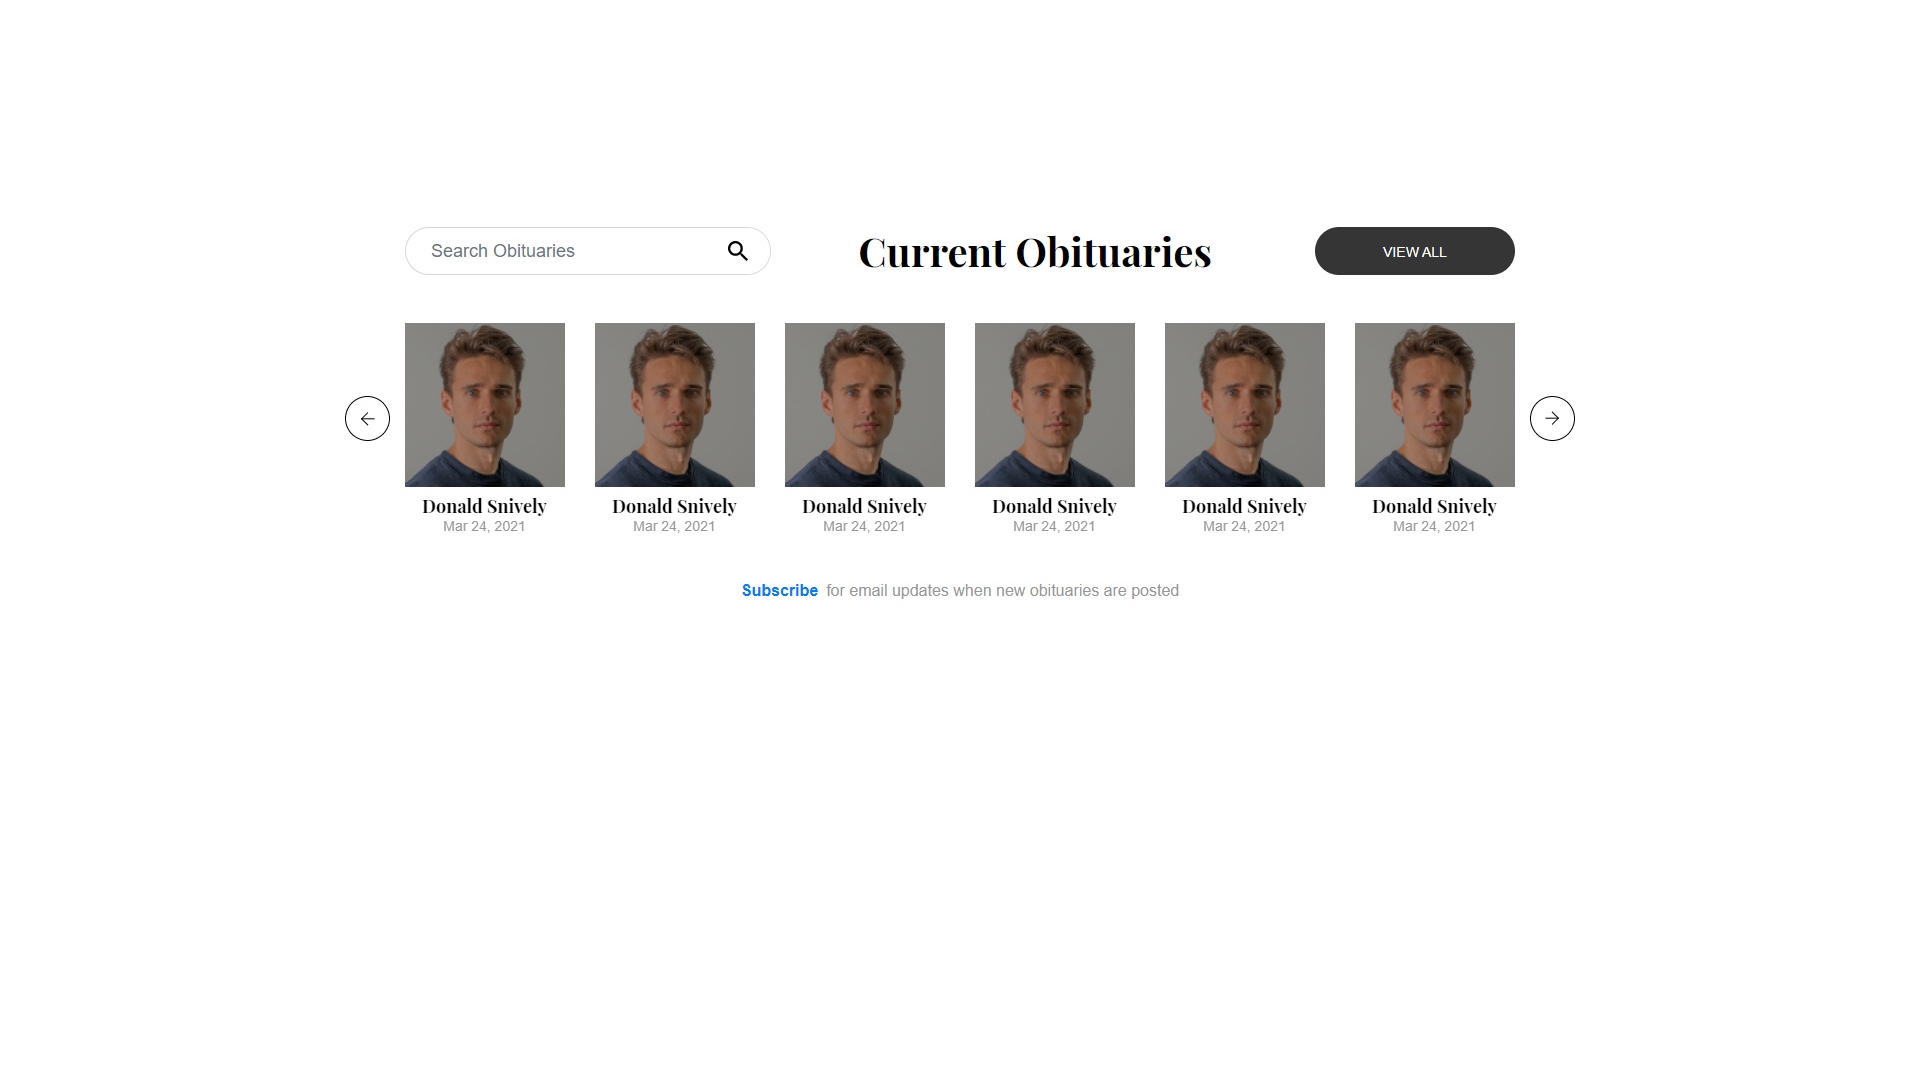 Search Obituaries
Current Obituaries
VIEW ALL
Donald Snively
Mar 24, 2021
Donald Snively
Mar 24, 2021
Donald Snively
Mar 24, 2021
Donald Snively
Mar 24, 2021
Donald Snively
Mar 24, 2021
Donald Snively
Mar 24, 2021
Subscribe for email updates when new obituaries are posted